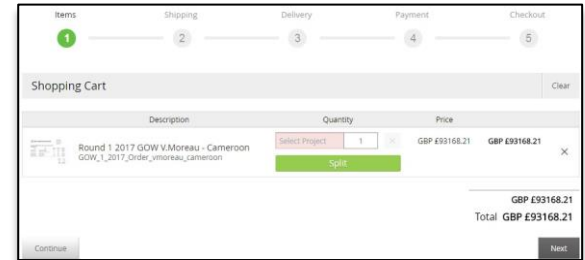 Items Shipping Delivery Payment Checkout
1 2 3 4 5
Shopping Cart Clear
Description Quantity Price
Round 1 2017 GOW V.Moreau - Cameroon Select Project 1 × GBP £93168.21 GBP £93168.21 ×
GOW_1_2017_Order_vmoreau_cameroon
Split
GBP £93168.21
Total GBP £93168.21
Continue Next